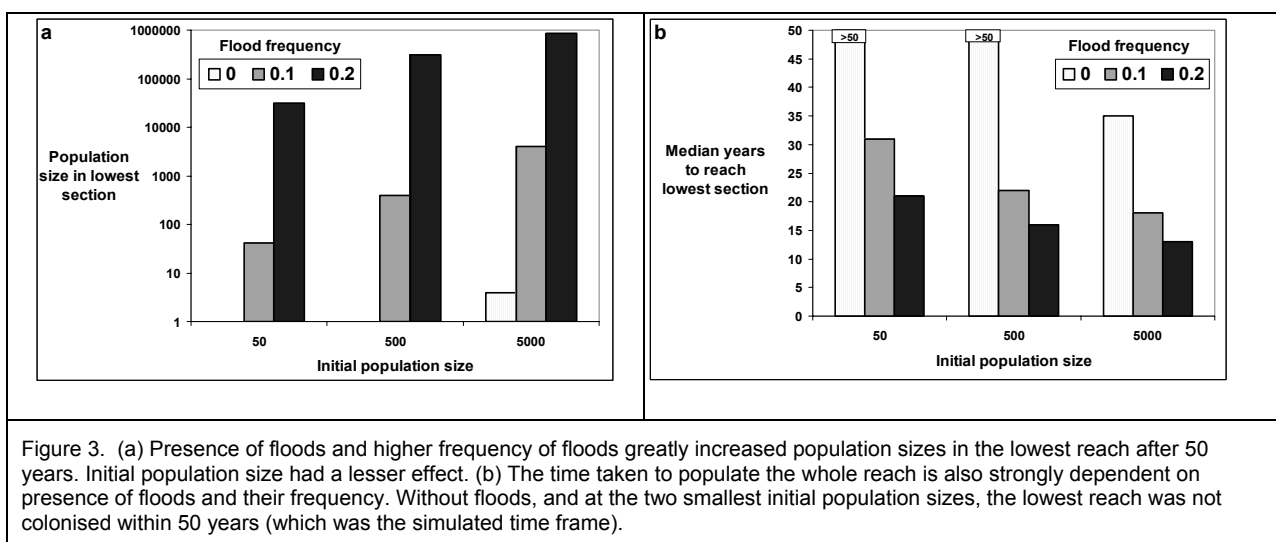 a
Flood frequency
0 0.1 0.2
1000000
100000
10000
1000
100
10
1
Population
size in lowest
section
50 500 5000
Initial population size
b
>50 >50
Flood frequency
0 0.1 0.2
50
45
40
35
30
25
20
15
10
5
0
Median years
to reach
lowest section
50 500 5000
Initial population size
Figure 3. (a) Presence of floods and higher frequency of floods greatly increased population sizes in the lowest reach after 50
years. Initial population size had a lesser effect. (b) The time taken to populate the whole reach is also strongly dependent on
presence of floods and their frequency. Without floods, and at the two smallest initial population sizes, the lowest reach was not
colonised within 50 years (which was the simulated time frame).